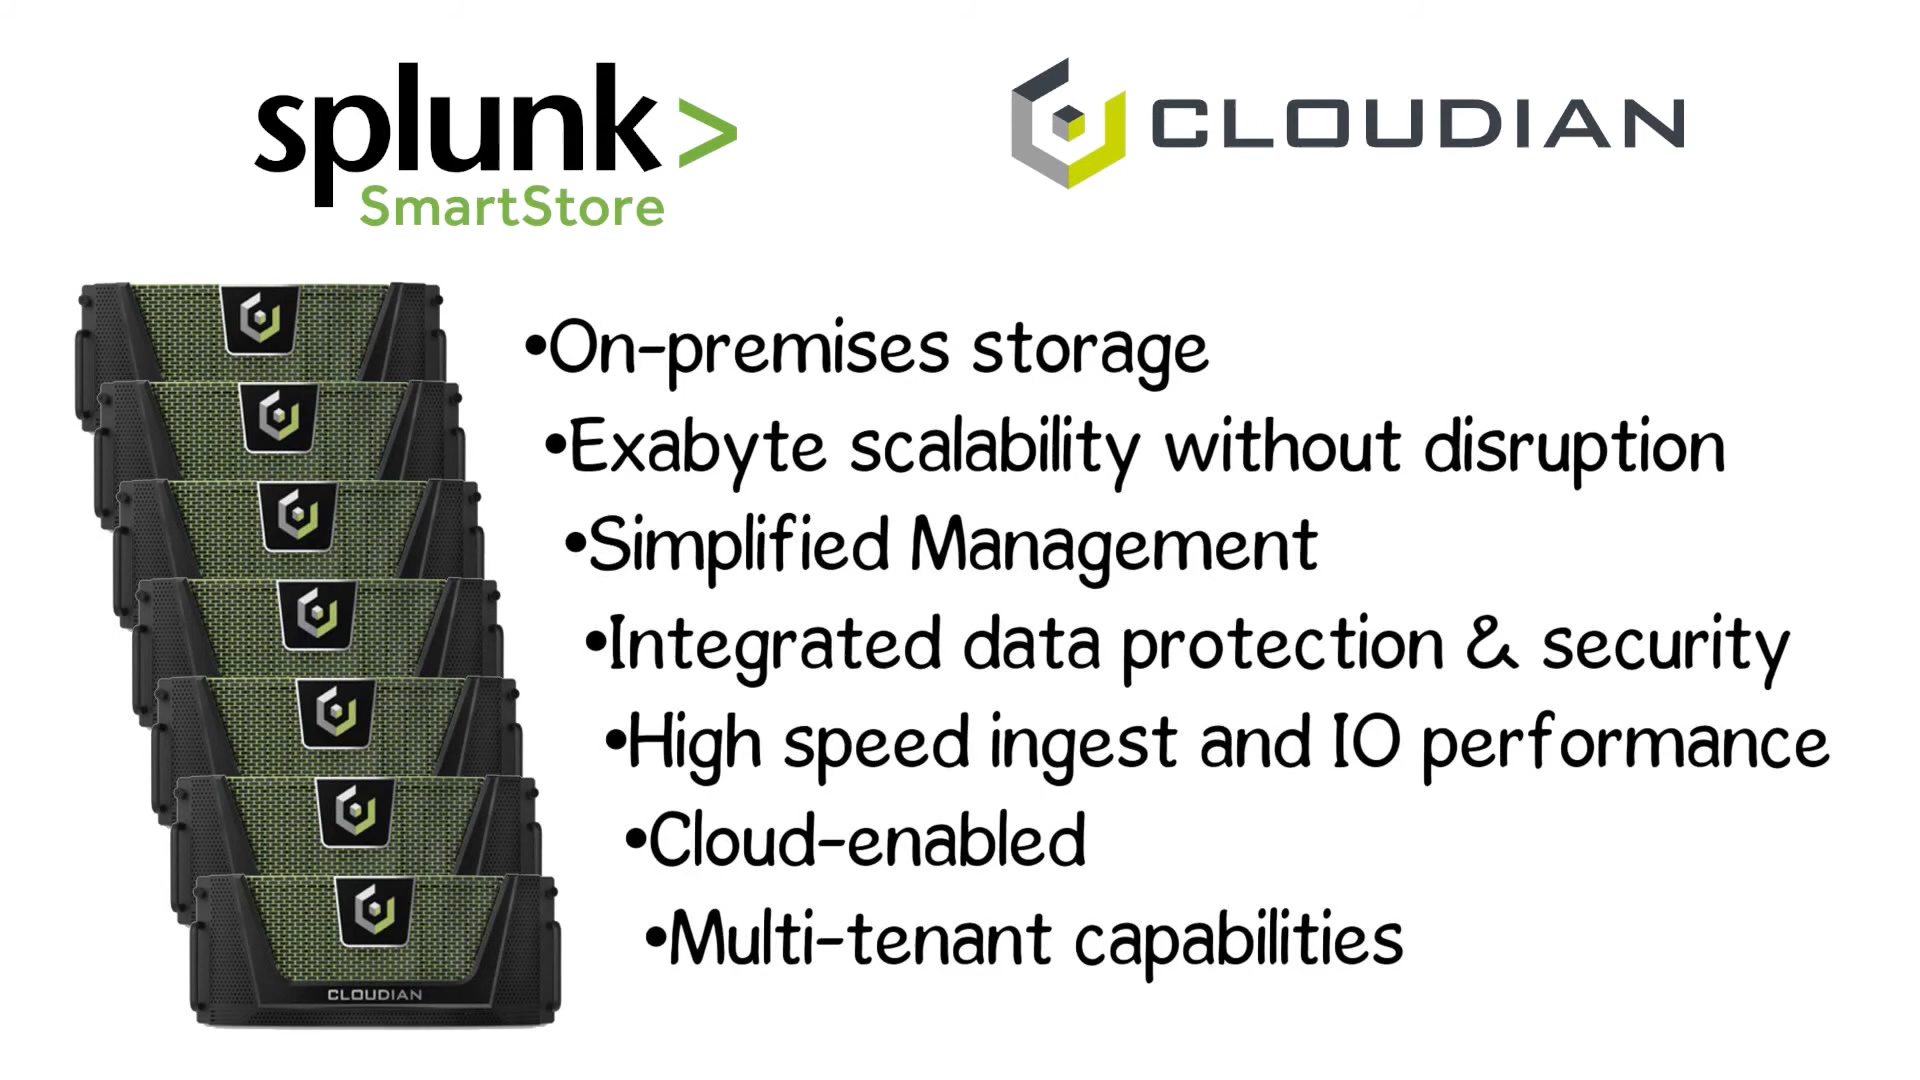 splunk>
SmartStore
CLOUDIAN
•On-premises storage
•Exabyte scalability without disruption
•Simplified Management
•Integrated data protection & security
•High speed ingest and IO performance
•Cloud-enabled
•Multi-tenant capabilities
CLOUDIAN